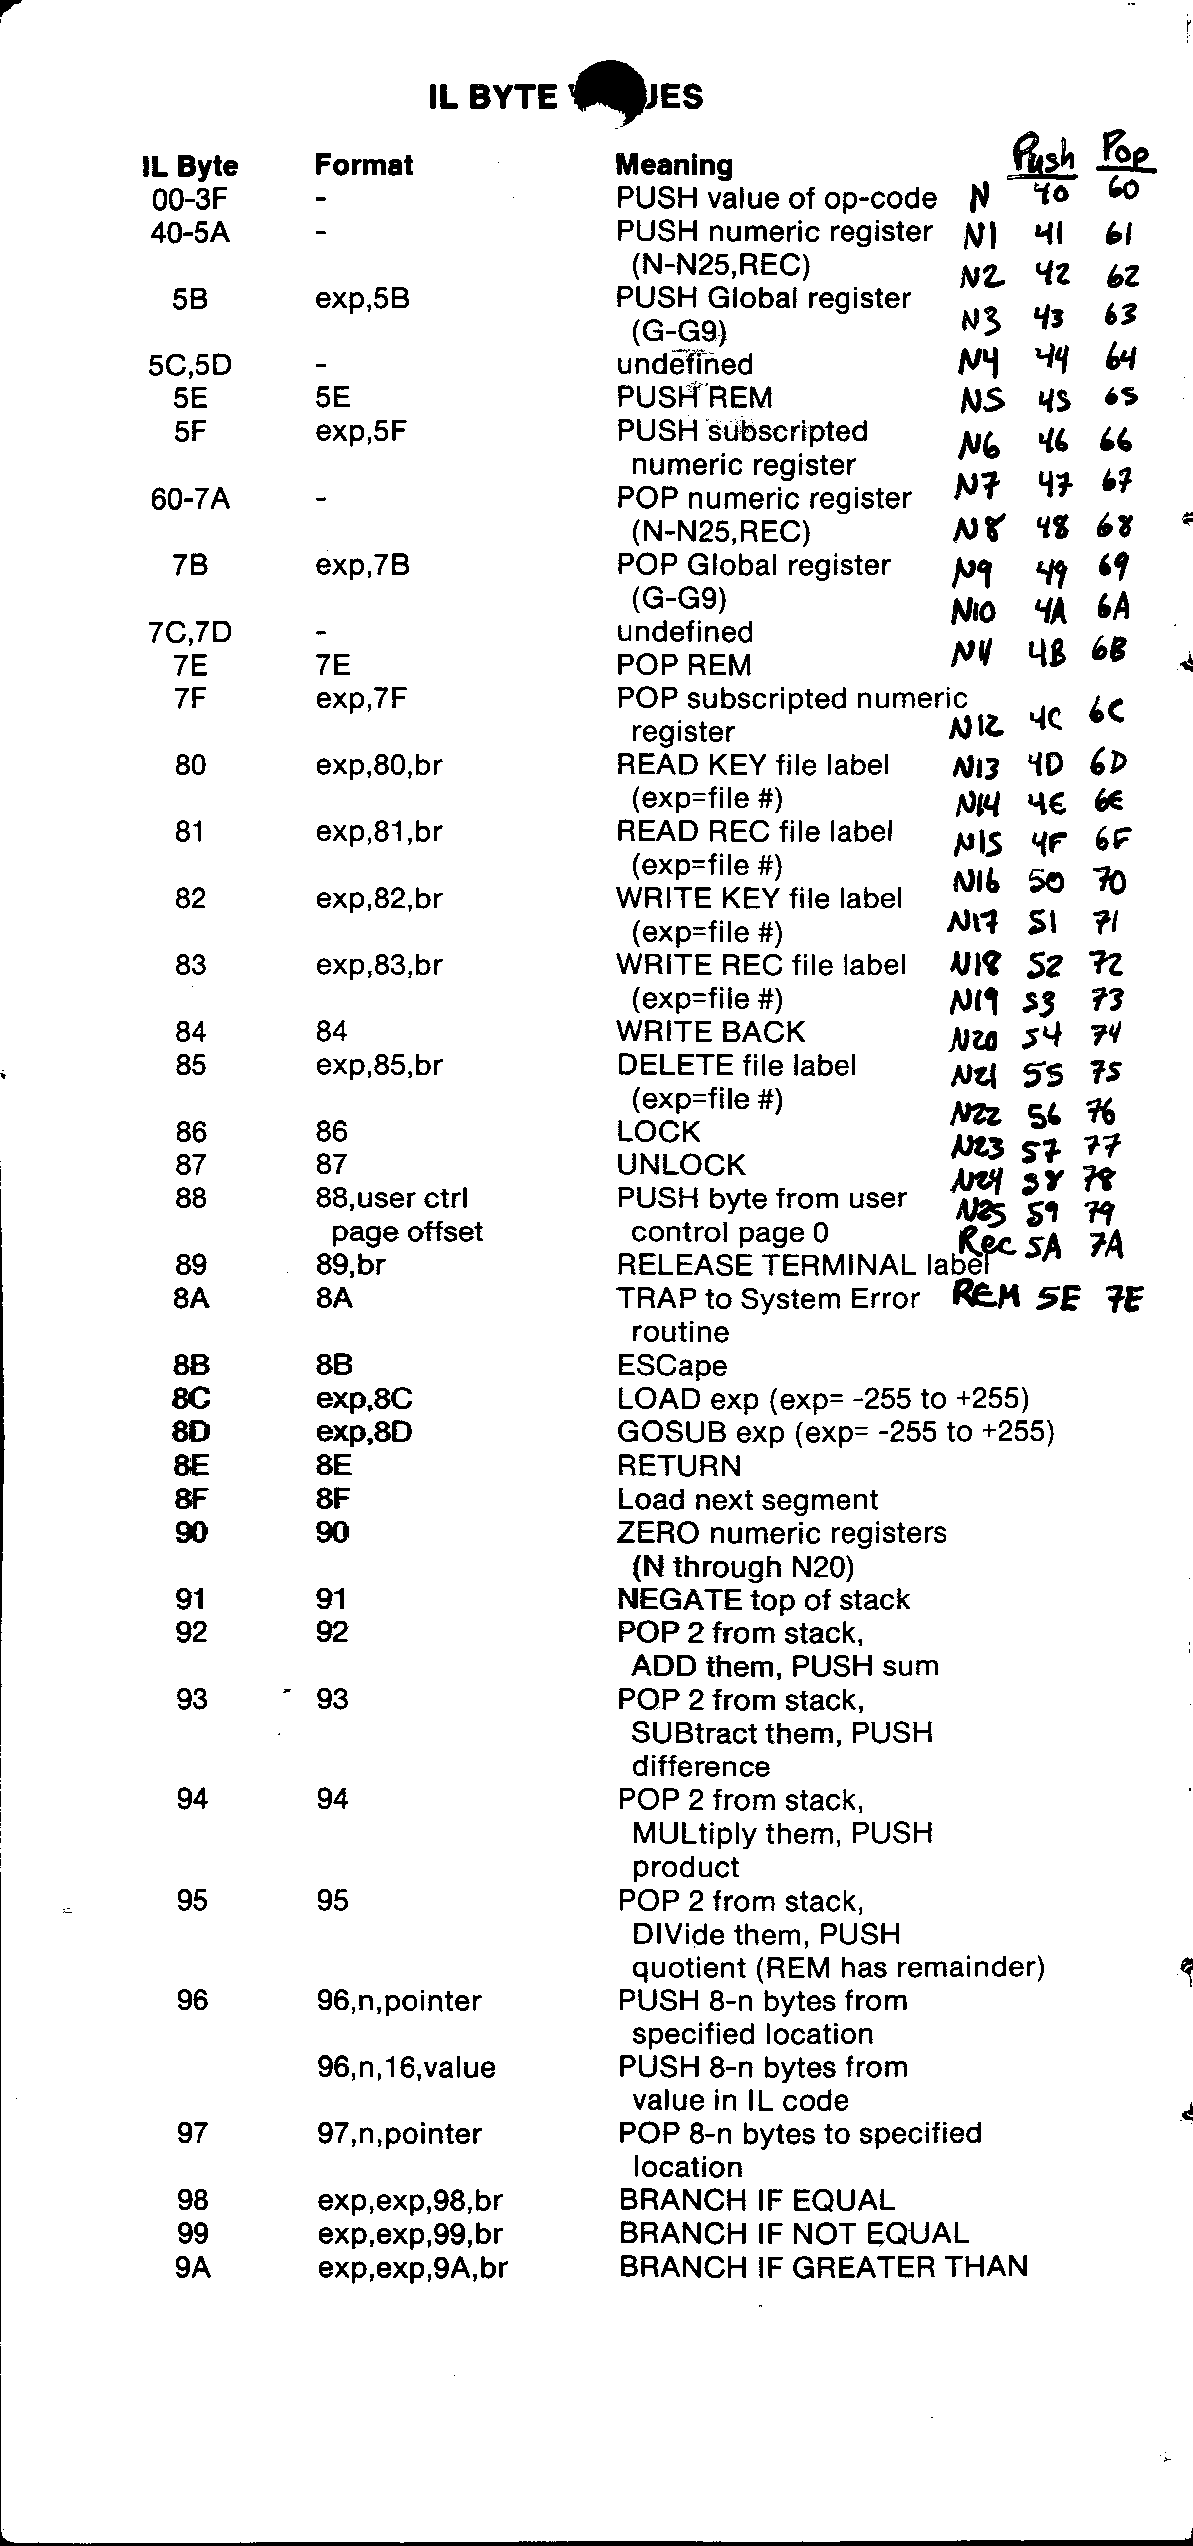 IL BYTE
IL Byte Format Meaning Push Pop
00-3F - PUSH value of op-code N 40 60
40-5A - PUSH numeric register N1 41 61
(N-N25,REC) N2 42 62
5B exp,5B PUSH Global register
(G-G9) N3 43 63
5C,5D - undefined N4 44 64
5E 5E PUSH REM N5 45 65
5F exp,5F PUSH subscripted N6 46 66
numeric register
60-7A - POP numeric register N7 47 67
(N-N25,REC) N8 48 68
7B exp,7B POP Global register N9 49 69
(G-G9) N10 4A 6A
7C,7D - undefined
7E 7E POP REM N11 4B 6B
7F exp,7F POP subscripted numeric
register N12 4C 6C
80 exp,80,br READ KEY file label N13 4D 6D
(exp=file #) N14 4E 6E
81 exp,81,br READ REC file label N15 4F 6F
(exp=file #)
82 exp,82,br WRITE KEY file label N16 50 70
(exp=file #) N17 51 71
83 exp,83,br WRITE REC file label N18 52 72
(exp=file #) N19 53 73
84 84 WRITE BACK N20 54 74
85 exp,85,br DELETE file label N21 55 75
(exp=file #) N22 56 76
86 86 LOCK N23 57 77
87 87 UNLOCK N24 58 78
88 88,user ctrl PUSH byte from user N25 59 79
page offset control page 0 Rec 5A 7A
89 89,br RELEASE TERMINAL label
8A 8A TRAP to System Error REM 5E 7E
routine
8B 8B ESCape
8C exp,8C LOAD exp (exp= -255 to +255)
8D exp,8D GOSUB exp (exp= -255 to +255)
8E 8E RETURN
8F 8F Load next segment
90 90 ZERO numeric registers
(N through N20)
91 91 NEGATE top of stack
92 92 POP 2 from stack,
ADD them, PUSH sum
93 93 POP 2 from stack,
SUBtract them, PUSH
difference
94 94 POP 2 from stack,
MULtiply them, PUSH
product
95 95 POP 2 from stack,
DIVide them, PUSH
quotient (REM has remainder)
96 96,n,pointer PUSH 8-n bytes from
specified location
96,n,16,value PUSH 8-n bytes from
value in IL code
97 97,n,pointer POP 8-n bytes to specified
location
98 exp,exp,98,br BRANCH IF EQUAL
99 exp,exp,99,br BRANCH IF NOT EQUAL
9A exp,exp,9A,br BRANCH IF GREATER THAN